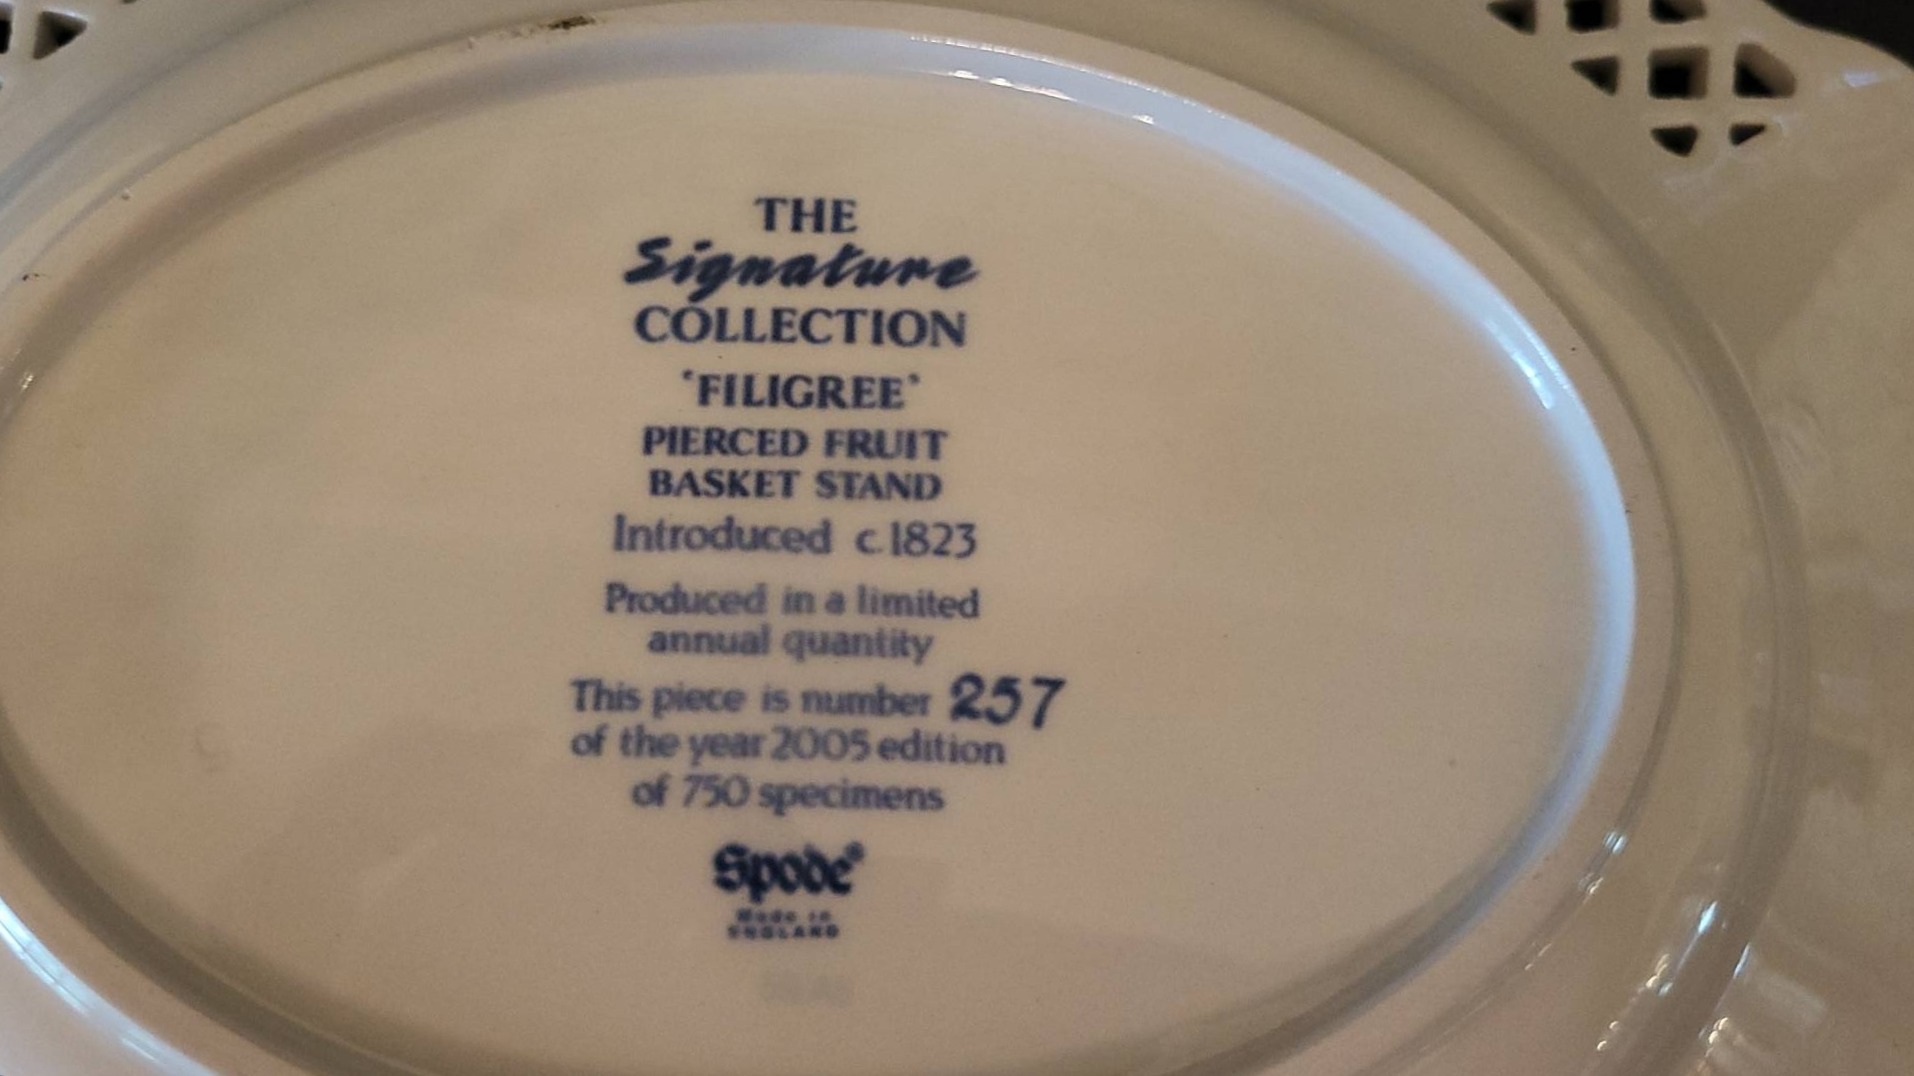 THE
Signature
COLLECTION
‘FILIGREE’
PIERCED FRUIT
BASKET STAND
Introduced c.1823
Produced in a limited
annual quantity
This piece is number 257
of the year 2005 edition
of 750 specimens
Spode®
Made in
ENGLAND